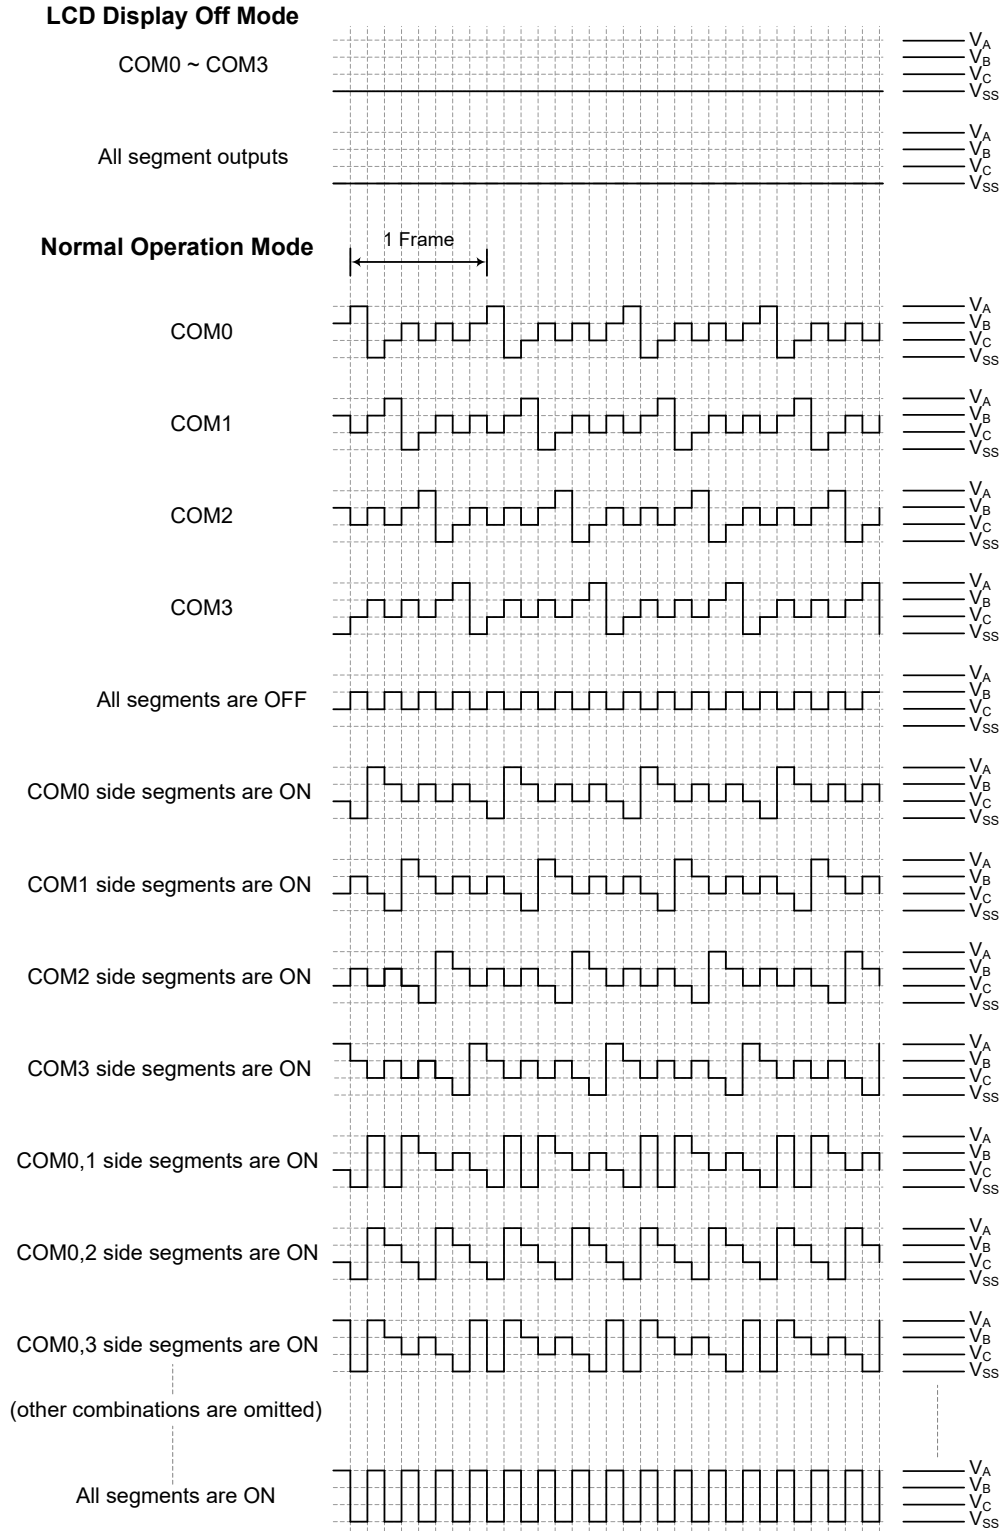 LCD Display Off Mode
COM0 ~ COM3
VA
VB
VC
VSS
All segment outputs
VA
VB
VC
VSS
Normal Operation Mode
1 Frame
COM0
VA
VB
VC
VSS
COM1
VA
VB
VC
VSS
COM2
VA
VB
VC
VSS
COM3
VA
VB
VC
VSS
All segments are OFF
VA
VB
VC
VSS
COM0 side segments are ON
VA
VB
VC
VSS
COM1 side segments are ON
VA
VB
VC
VSS
COM2 side segments are ON
VA
VB
VC
VSS
COM3 side segments are ON
VA
VB
VC
VSS
COM0,1 side segments are ON
VA
VB
VC
VSS
COM0,2 side segments are ON
VA
VB
VC
VSS
COM0,3 side segments are ON
VA
VB
VC
VSS
(other combinations are omitted)
All segments are ON
VA
VB
VC
VSS